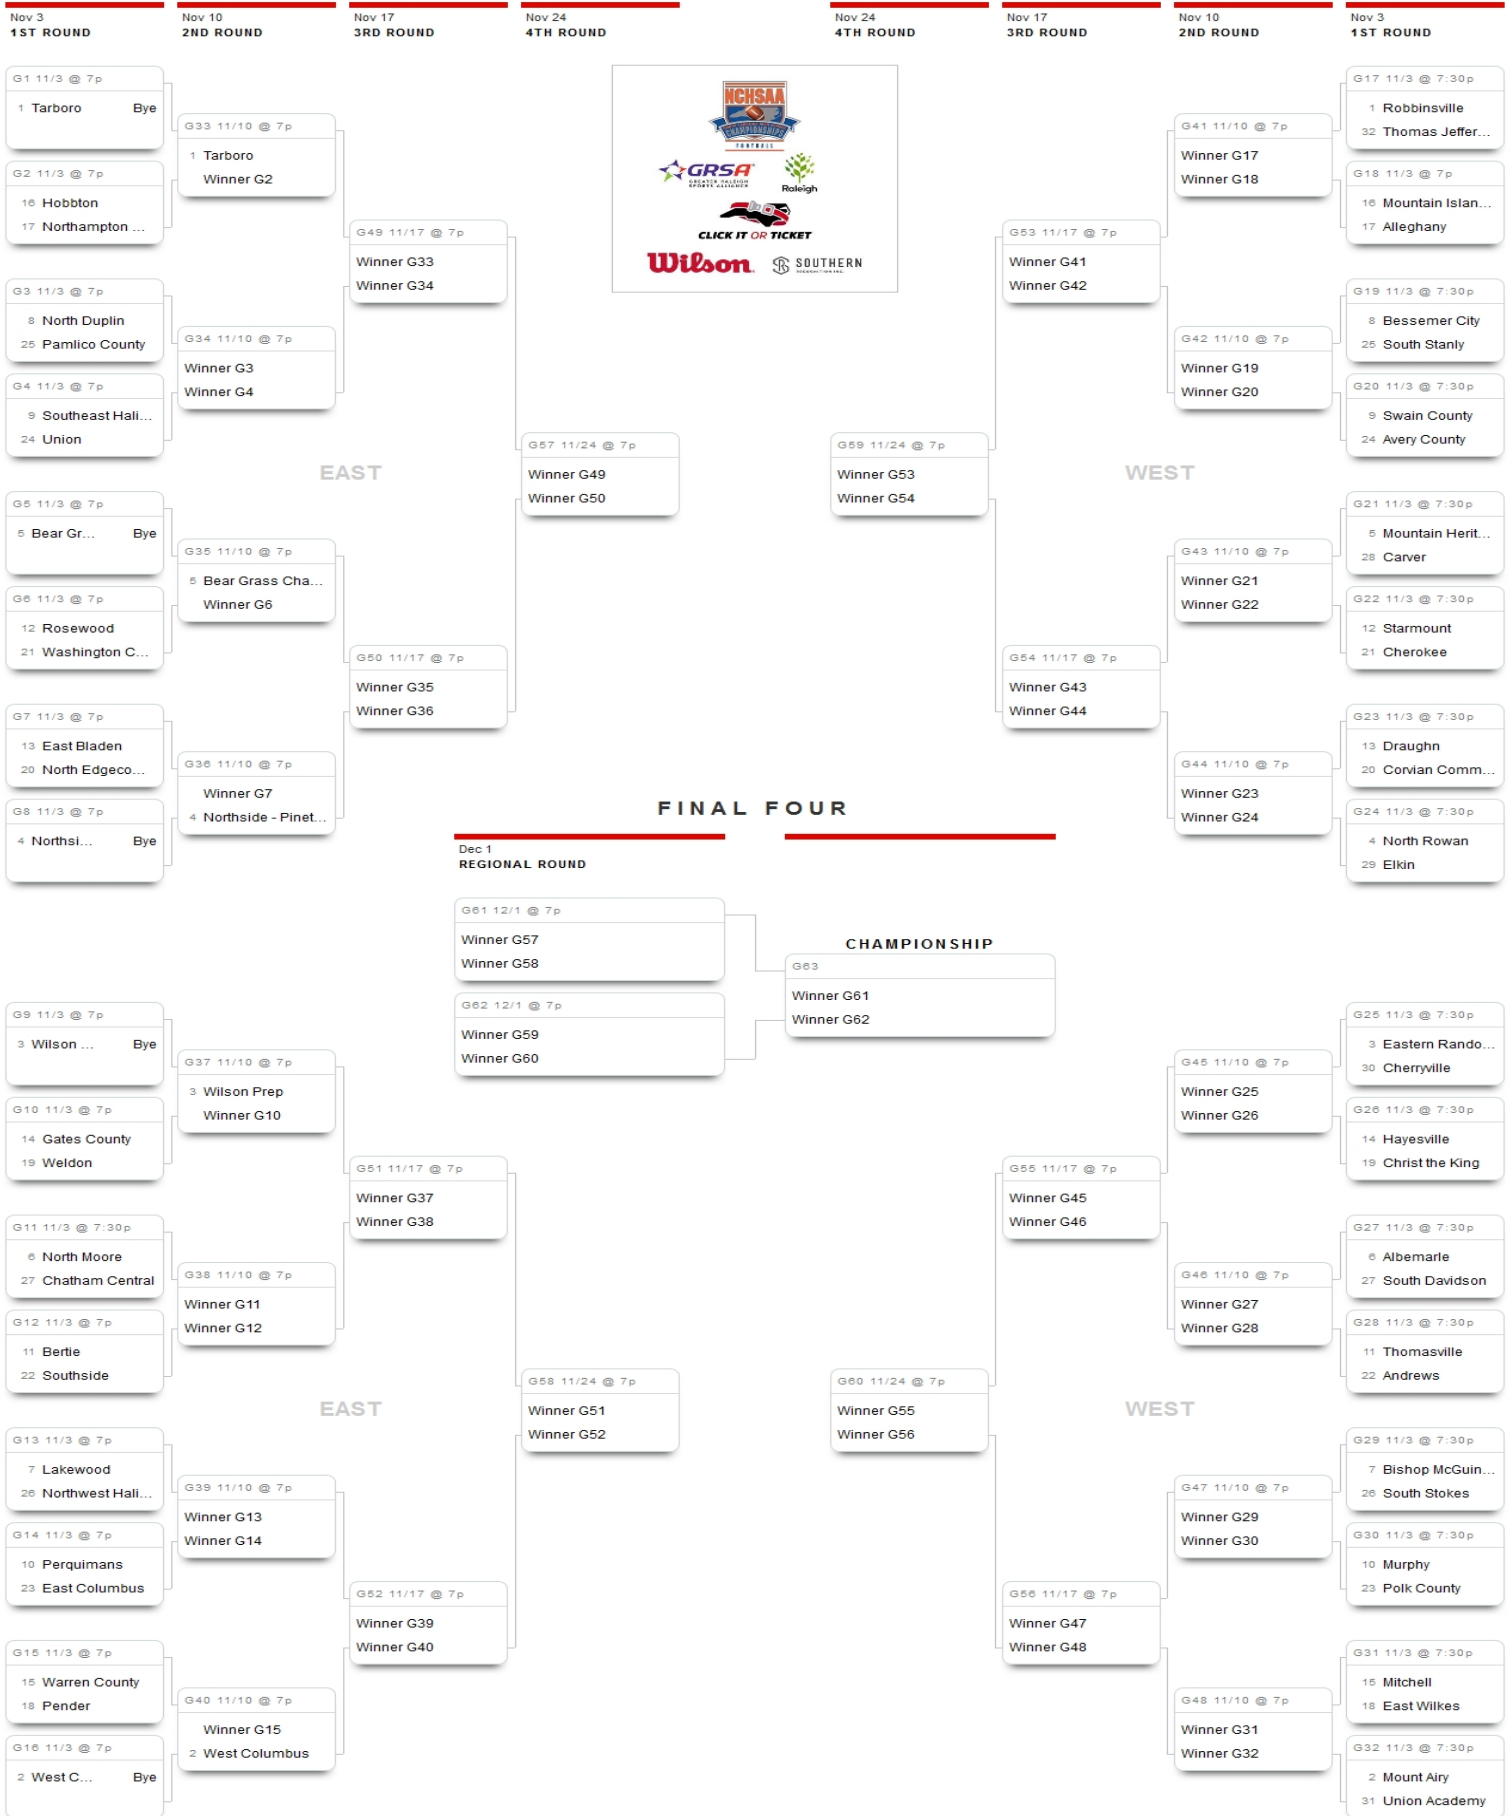 Nov 3
1ST ROUND
Nov 10
2ND ROUND
Nov 17
3RD ROUND
Nov 24
4TH ROUND
Nov 24
4TH ROUND
Nov 17
3RD ROUND
Nov 10
2ND ROUND
Nov 3
1ST ROUND
G1 11/3 @ 7p
1 Tarboro Bye
G2 11/3 @ 7p
16 Hobbton
17 Northampton ...
G3 11/3 @ 7p
8 North Duplin
25 Pamlico County
G4 11/3 @ 7p
9 Southeast Hali...
24 Union
G5 11/3 @ 7p
5 Bear Gr... Bye
G6 11/3 @ 7p
12 Rosewood
21 Washington C...
G7 11/3 @ 7p
13 East Bladen
20 North Edgeco...
G8 11/3 @ 7p
4 Northsi... Bye
G33 11/10 @ 7p
1 Tarboro
Winner G2
G34 11/10 @ 7p
Winner G3
Winner G4
G35 11/10 @ 7p
5 Bear Grass Cha...
Winner G6
G36 11/10 @ 7p
Winner G7
4 Northside - Pinet...
G49 11/17 @ 7p
Winner G33
Winner G34
EAST
G50 11/17 @ 7p
Winner G35
Winner G36
G57 11/24 @ 7p
Winner G49
Winner G50
NCHSAA
CHAMPIONSHIPS
FOOTBALL
GRSA
GREATER RALEIGH
SPORTS ALLIANCE
Raleigh
CLICK IT OR TICKET
Wilson
SOUTHERN
G59 11/24 @ 7p
Winner G53
Winner G54
G53 11/17 @ 7p
Winner G41
Winner G42
WEST
G54 11/17 @ 7p
Winner G43
Winner G44
G41 11/10 @ 7p
Winner G17
Winner G18
G42 11/10 @ 7p
Winner G19
Winner G20
G43 11/10 @ 7p
Winner G21
Winner G22
G44 11/10 @ 7p
Winner G23
Winner G24
G17 11/3 @ 7:30p
1 Robbinsville
32 Thomas Jeffer...
G18 11/3 @ 7p
16 Mountain Islan...
17 Alleghany
G19 11/3 @ 7:30p
8 Bessemer City
25 South Stanly
G20 11/3 @ 7:30p
9 Swain County
24 Avery County
G21 11/3 @ 7:30p
5 Mountain Herit...
28 Carver
G22 11/3 @ 7:30p
12 Starmount
21 Cherokee
G23 11/3 @ 7:30p
13 Draughn
20 Corvian Comm...
G24 11/3 @ 7:30p
4 North Rowan
29 Elkin
FINAL FOUR
Dec 1
REGIONAL ROUND
G61 12/1 @ 7p
Winner G57
Winner G58
G62 12/1 @ 7p
Winner G59
Winner G60
CHAMPIONSHIP
G63
Winner G61
Winner G62
G9 11/3 @ 7p
3 Wilson ... Bye
G10 11/3 @ 7p
14 Gates County
19 Weldon
G11 11/3 @ 7:30p
6 North Moore
27 Chatham Central
G12 11/3 @ 7p
11 Bertie
22 Southside
G13 11/3 @ 7p
7 Lakewood
26 Northwest Hali...
G14 11/3 @ 7p
10 Perquimans
23 East Columbus
G15 11/3 @ 7p
15 Warren County
18 Pender
G16 11/3 @ 7p
2 West C... Bye
G37 11/10 @ 7p
3 Wilson Prep
Winner G10
G38 11/10 @ 7p
Winner G11
Winner G12
G39 11/10 @ 7p
Winner G13
Winner G14
G40 11/10 @ 7p
Winner G15
2 West Columbus
G51 11/17 @ 7p
Winner G37
Winner G38
EAST
G52 11/17 @ 7p
Winner G39
Winner G40
G58 11/24 @ 7p
Winner G51
Winner G52
G60 11/24 @ 7p
Winner G55
Winner G56
G55 11/17 @ 7p
Winner G45
Winner G46
WEST
G56 11/17 @ 7p
Winner G47
Winner G48
G45 11/10 @ 7p
Winner G25
Winner G26
G46 11/10 @ 7p
Winner G27
Winner G28
G47 11/10 @ 7p
Winner G29
Winner G30
G48 11/10 @ 7p
Winner G31
Winner G32
G25 11/3 @ 7:30p
3 Eastern Rando...
30 Cherryville
G26 11/3 @ 7:30p
14 Hayesville
19 Christ the King
G27 11/3 @ 7:30p
6 Albemarle
27 South Davidson
G28 11/3 @ 7:30p
11 Thomasville
22 Andrews
G29 11/3 @ 7:30p
7 Bishop McGuin...
26 South Stokes
G30 11/3 @ 7:30p
10 Murphy
23 Polk County
G31 11/3 @ 7:30p
15 Mitchell
18 East Wilkes
G32 11/3 @ 7:30p
2 Mount Airy
31 Union Academy